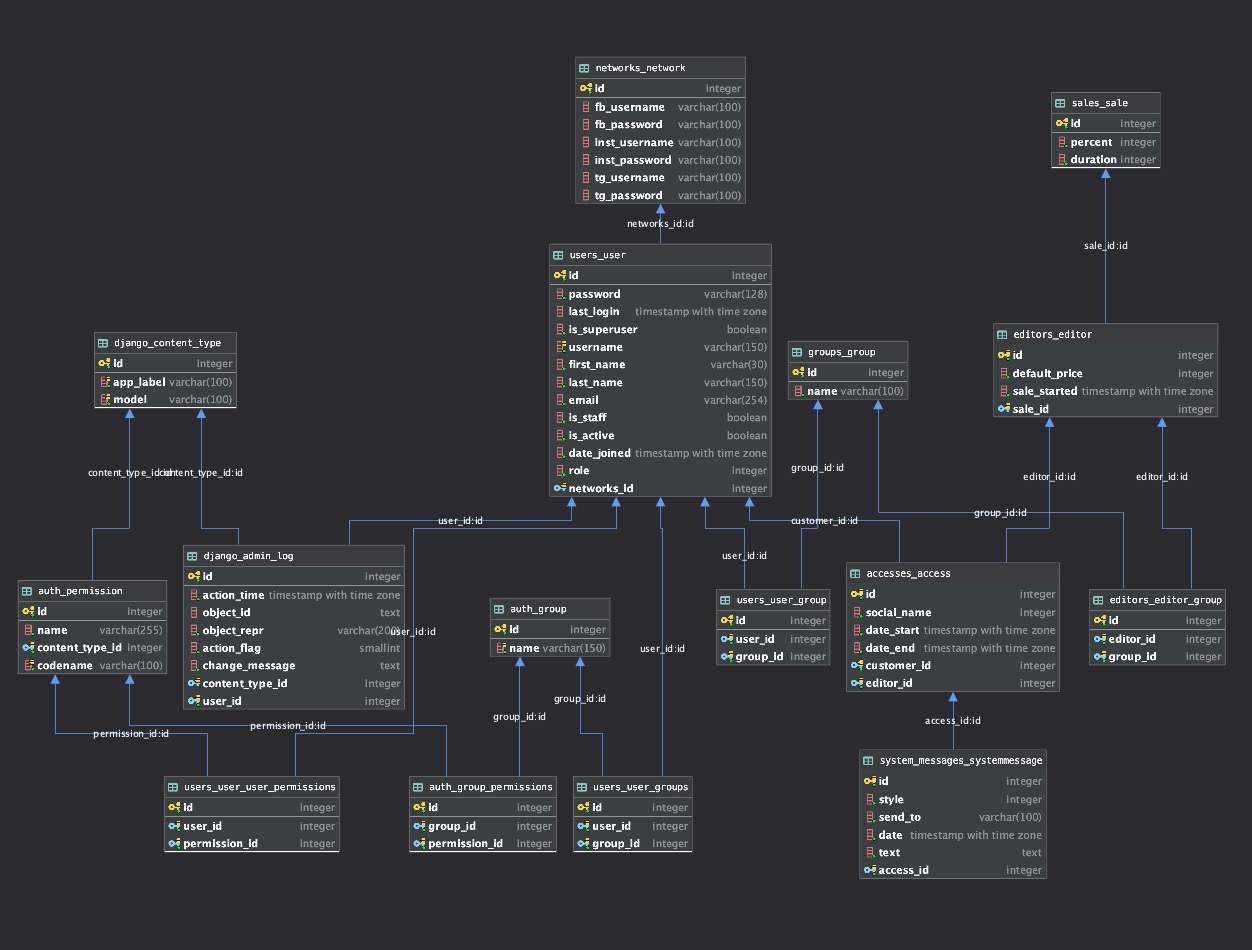 networks_network
id integer
fb_username varchar(100)
fb_password varchar(100)
inst_username varchar(100)
inst_password varchar(100)
tg_username varchar(100)
tg_password varchar(100)
networks_id:id
sales_sale
id integer
percent integer
duration integer
sale_id:id
users_user
id integer
password varchar(128)
last_login timestamp with time zone
is_superuser boolean
username varchar(150)
first_name varchar(30)
last_name varchar(150)
email varchar(254)
is_staff boolean
is_active boolean
date_joined timestamp with time zone
role integer
networks_id integer
django_content_type
id integer
app_label varchar(100)
model varchar(100)
groups_group
id integer
name varchar(100)
editors_editor
id integer
default_price integer
sale_started timestamp with time zone
sale_id integer
content_type_id:id
content_type_id:id
group_id:id
editor_id:id
editor_id:id
user_id:id
customer_id:id
group_id:id
user_id:id
django_admin_log
id integer
action_time timestamp with time zone
object_id text
object_repr varchar(200)
action_flag smallint
change_message text
content_type_id integer
user_id integer
auth_permission
id integer
name varchar(255)
content_type_id integer
codename varchar(100)
user_id:id
auth_group
id integer
name varchar(150)
user_id:id
users_user_group
id integer
user_id integer
group_id integer
accesses_access
id integer
social_name integer
date_start timestamp with time zone
date_end timestamp with time zone
customer_id integer
editor_id integer
editors_editor_group
id integer
editor_id integer
group_id integer
group_id:id
group_id:id
access_id:id
permission_id:id
permission_id:id
users_user_user_permissions
id integer
user_id integer
permission_id integer
auth_group_permissions
id integer
group_id integer
permission_id integer
users_user_groups
id integer
user_id integer
group_id integer
system_messages_systemmessage
id integer
style integer
send_to varchar(100)
date timestamp with time zone
text text
access_id integer